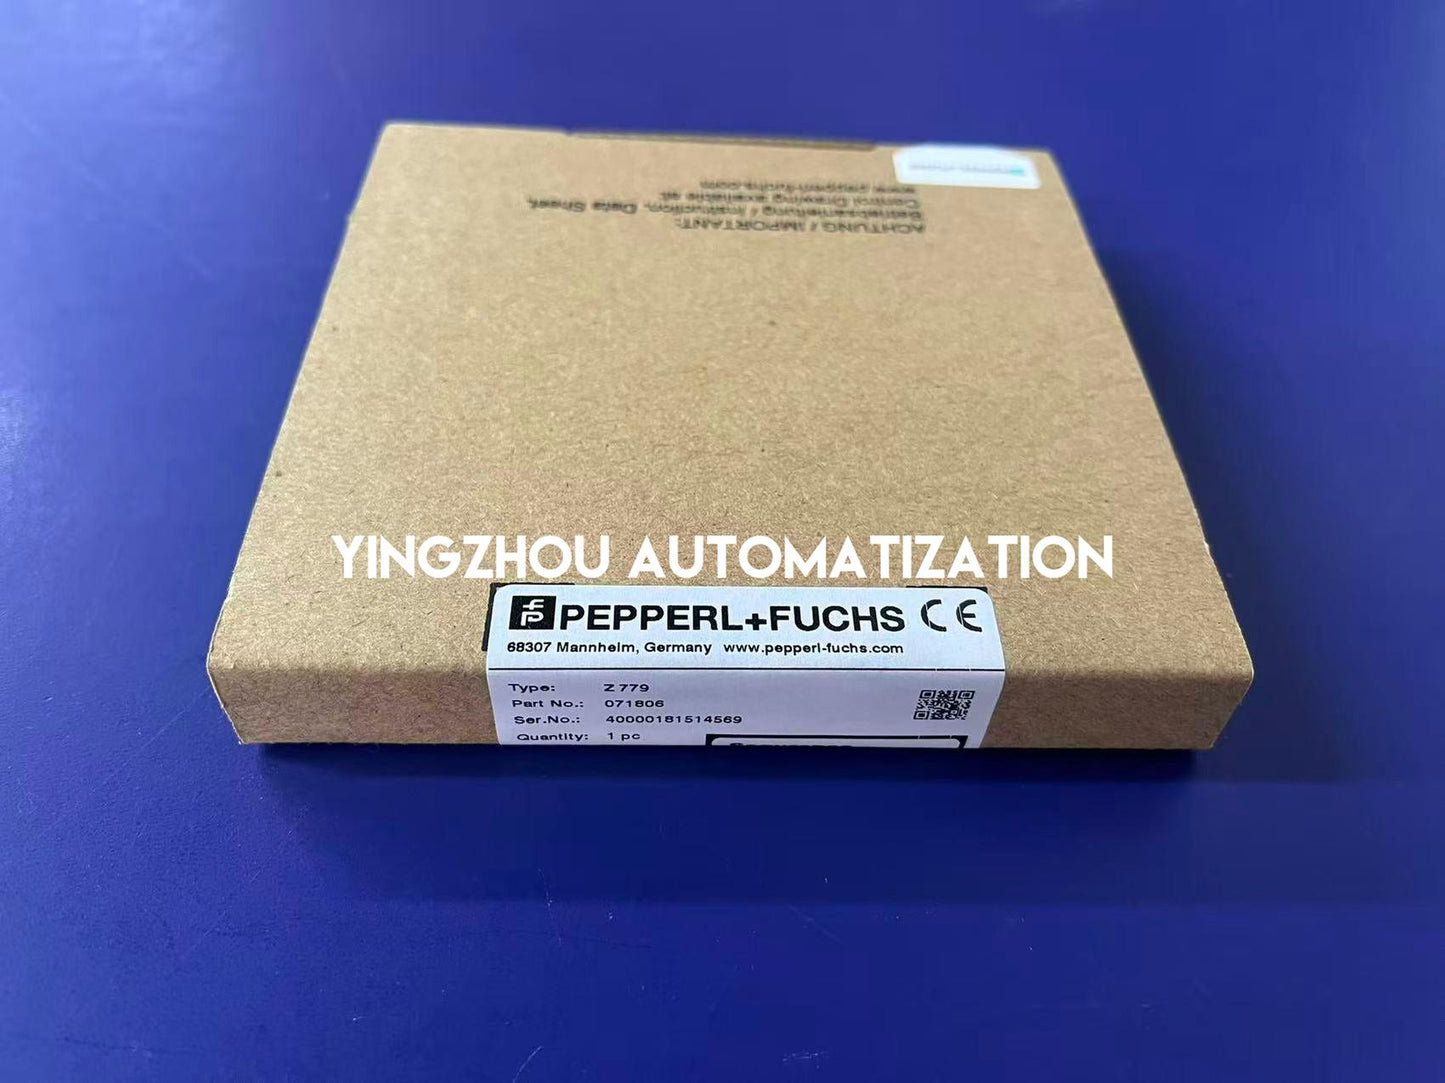 ACHTUNG / IMPORTANT:
Betriebsanleitung / Instruction, Data Sheet,
Control Drawing available at:
www.pepperl-fuchs.com
YINGZHOU AUTOMATIZATION
PEPPERL+FUCHS CE
68307 Mannheim, Germany www.pepperl-fuchs.com
Type: Z779
Part No.: 071806
Ser.No.: 40000181514569
Quantity: 1 pc